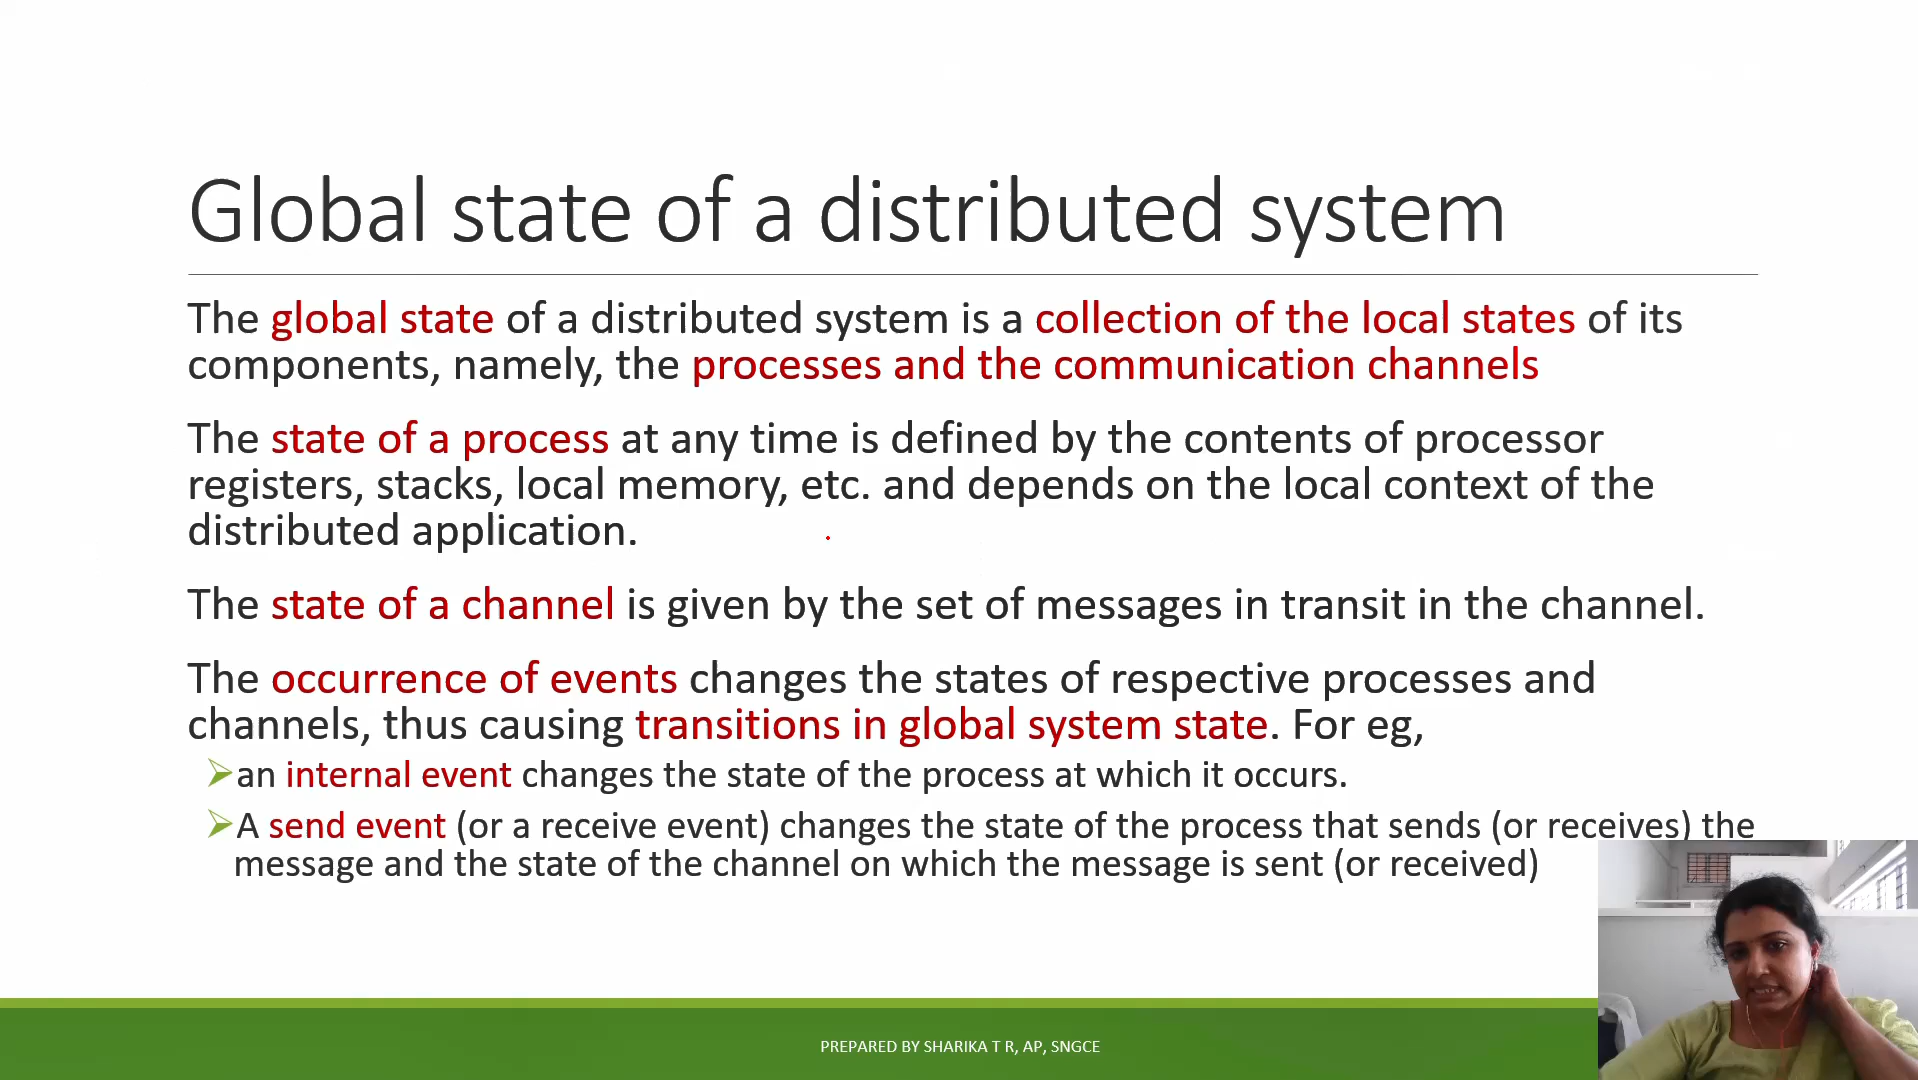 Global state of a distributed system
The global state of a distributed system is a collection of the local states of its
components, namely, the processes and the communication channels
The state of a process at any time is defined by the contents of processor
registers, stacks, local memory, etc. and depends on the local context of the
distributed application.
The state of a channel is given by the set of messages in transit in the channel.
The occurrence of events changes the states of respective processes and
channels, thus causing transitions in global system state. For eg,
an internal event changes the state of the process at which it occurs.
A send event (or a receive event) changes the state of the process that sends (or receives) the
message and the state of the channel on which the message is sent (or received)
PREPARED BY SHARIKA T R, AP, SNGCE